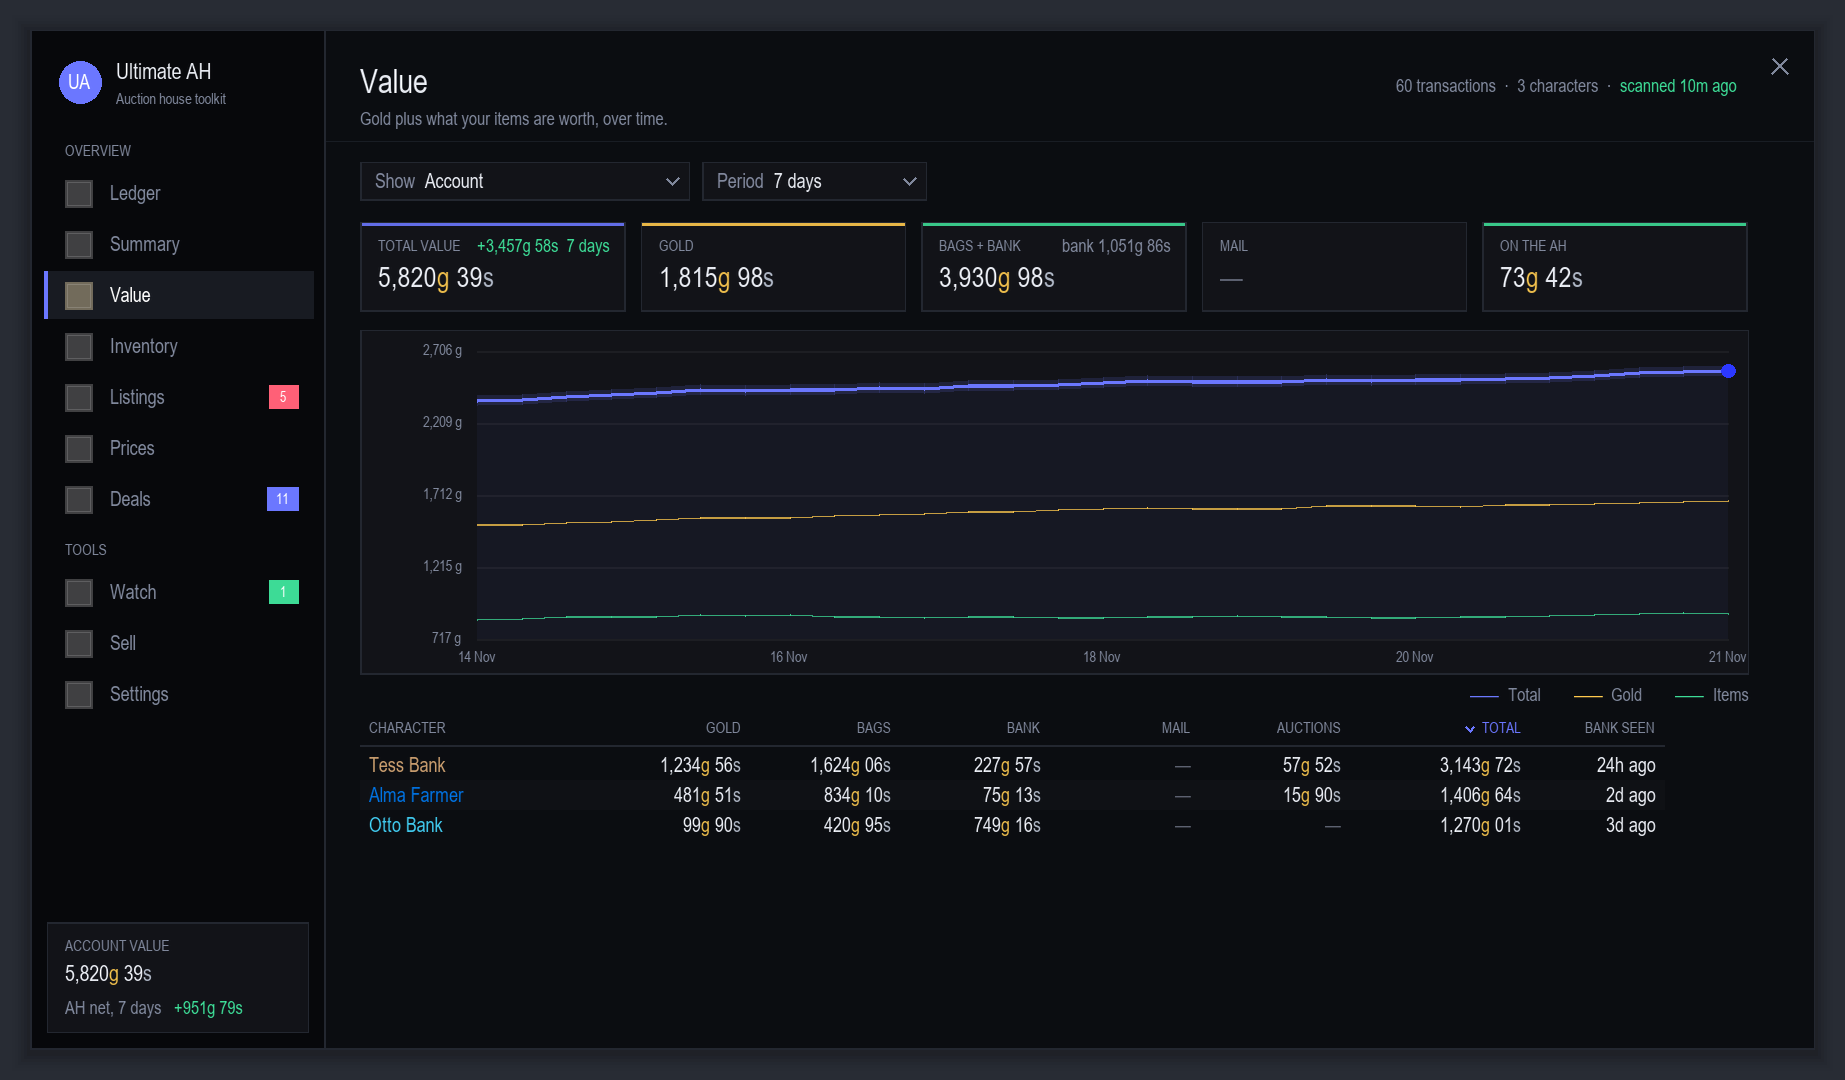 UA
Ultimate AH
Auction house toolkit
OVERVIEW
Ledger
Summary
Value
Inventory
Listings 5
Prices
Deals 11
TOOLS
Watch 1
Sell
Settings
ACCOUNT VALUE
5,820g 39s
AH net, 7 days +951g 79s
Value
Gold plus what your items are worth, over time.
60 transactions · 3 characters · scanned 10m ago
Show Account
Period 7 days
TOTAL VALUE +3,457g 58s 7 days
5,820g 39s
GOLD
1,815g 98s
BAGS + BANK bank 1,051g 86s
3,930g 98s
MAIL
—
ON THE AH
73g 42s
2,706 g
2,209 g
1,712 g
1,215 g
717 g
14 Nov 16 Nov 18 Nov 20 Nov 21 Nov
Total Gold Items
CHARACTER GOLD BAGS BANK MAIL AUCTIONS TOTAL BANK SEEN
Tess Bank 1,234g 56s 1,624g 06s 227g 57s — 57g 52s 3,143g 72s 24h ago
Alma Farmer 481g 51s 834g 10s 75g 13s — 15g 90s 1,406g 64s 2d ago
Otto Bank 99g 90s 420g 95s 749g 16s — — 1,270g 01s 3d ago